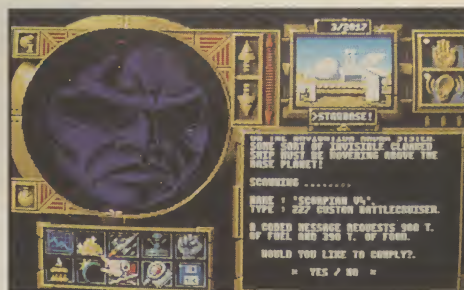 3/2017
>STARBASE!
SOME SORT OF INVISIBLE CLOAKED
SHIP MUST BE HOVERING ABOVE THE
BASE PLANET!
SCANNING ........
NAME : "SCORPIAN V4".
TYPE : 227 CUSTOM BATTLECRUISER.
A CODED MESSAGE REQUESTS 300 T.
OF FUEL AND 390 T. OF FOOD.
WOULD YOU LIKE TO COMPLY?.
YES / NO